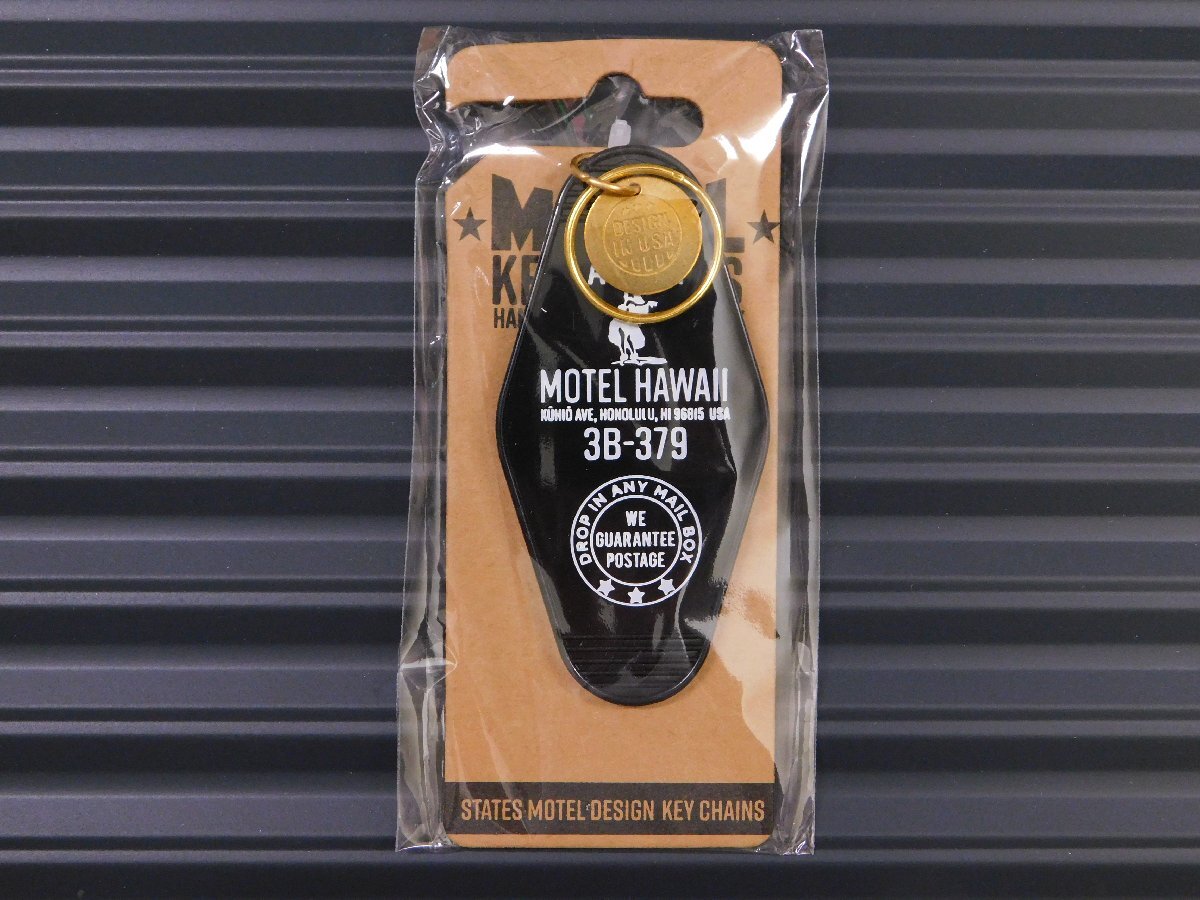 DESIGN
IN USA
MOTEL HAWAII
KŪHIŌ AVE, HONOLULU, HI 96815 USA
3B-379
DROP IN ANY MAIL BOX
WE
GUARANTEE
POSTAGE
STATES MOTEL DESIGN KEY CHAINS